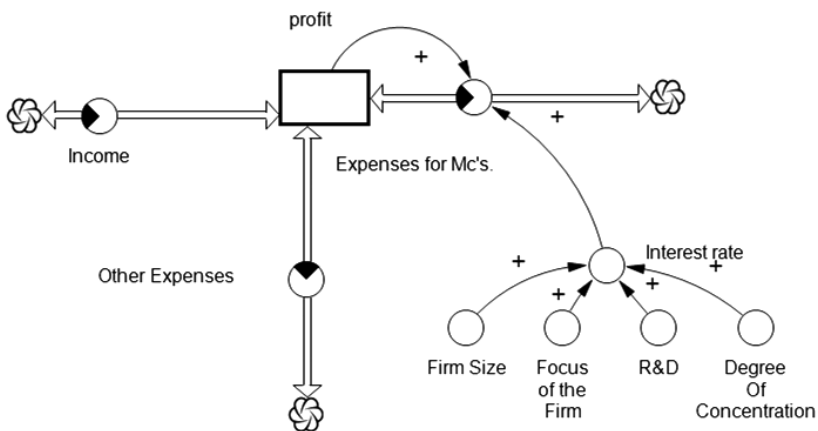 profit
+
+
Income
Expenses for Mc's.
Other Expenses
Interest rate
+
+
+
+
Firm Size
Focus
of the
Firm
R&D
Degree
Of
Concentration